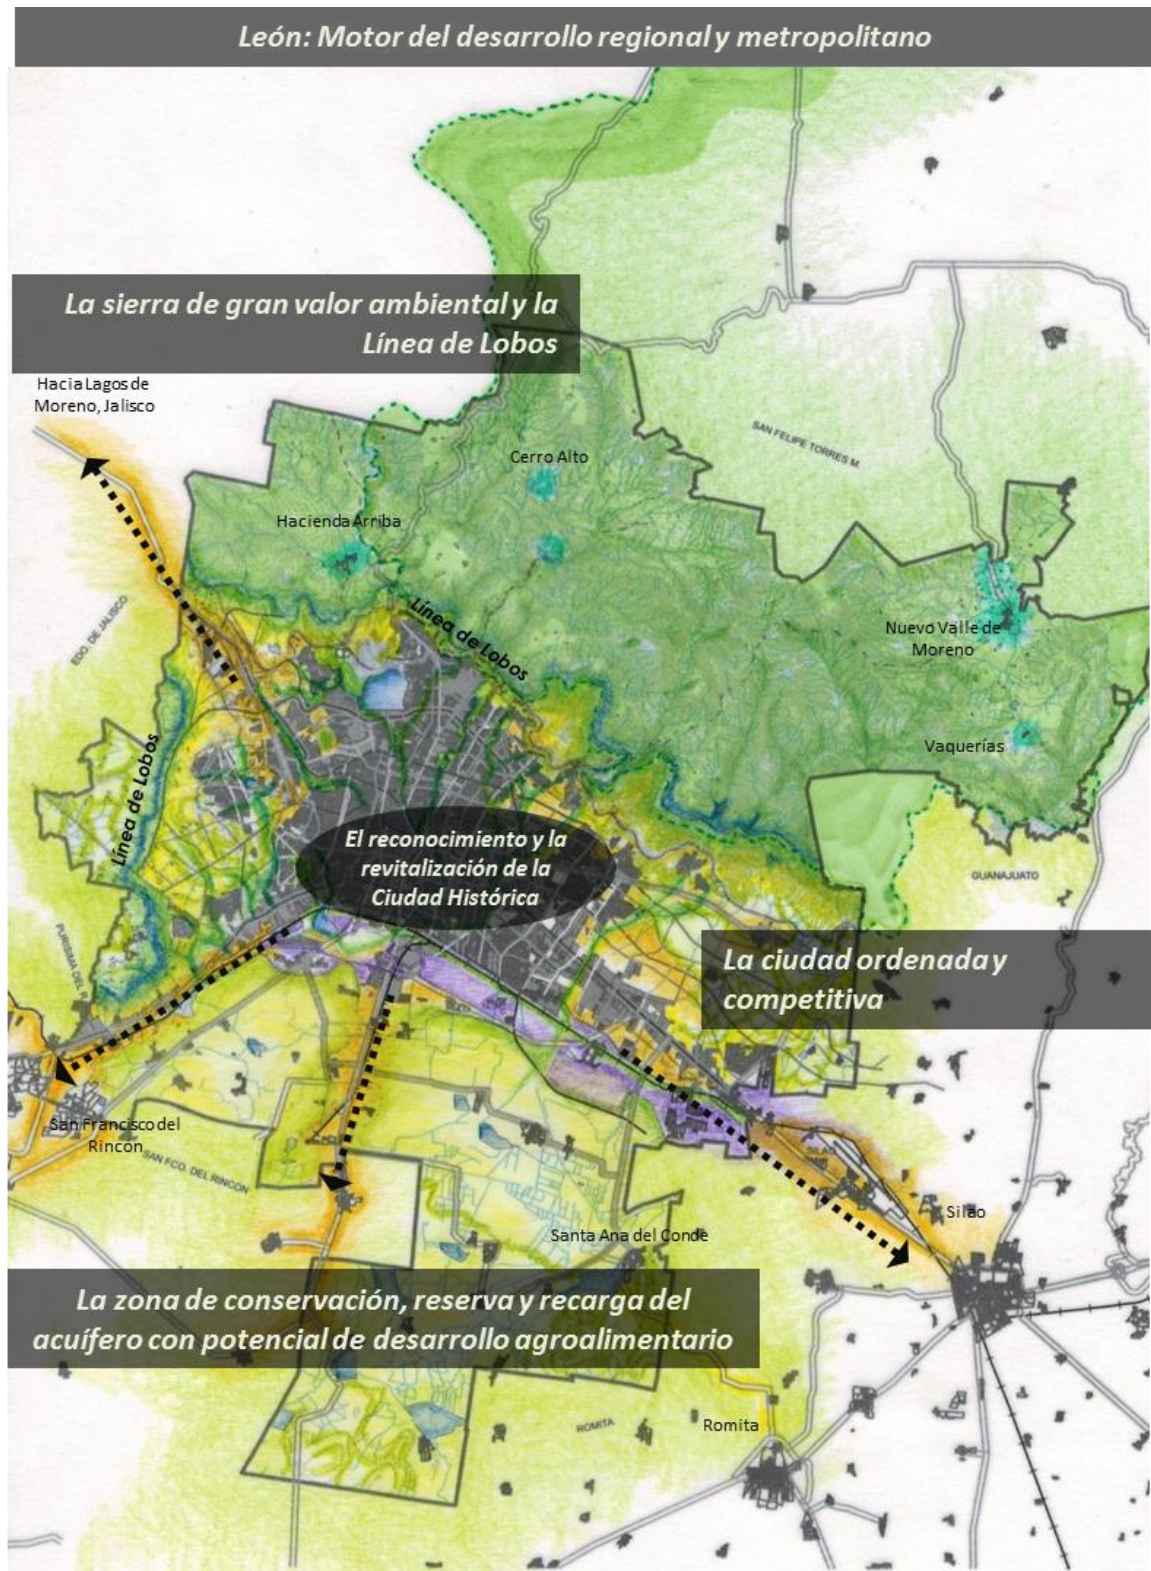 León: Motor del desarrollo regional y metropolitano
La sierra de gran valor ambiental y la
Línea de Lobos
Hacia Lagos de
Moreno, Jalisco
Cerro Alto
SAN FELIPE TORRES M.
Hacienda Arriba
Línea de Lobos
EDO. DE JALISCO
Nuevo Valle de
Moreno
Vaquerías
Línea de Lobos
El reconocimiento y la
revitalización de la
Ciudad Histórica
GUANAJUATO
PURISIMA DEL R.
La ciudad ordenada y
competitiva
San Francisco del
Rincón
SAN FCO. DEL RINCON
SILAO
Silao
Santa Ana del Conde
La zona de conservación, reserva y recarga del
acuífero con potencial de desarrollo agroalimentario
ROMITA
Romita